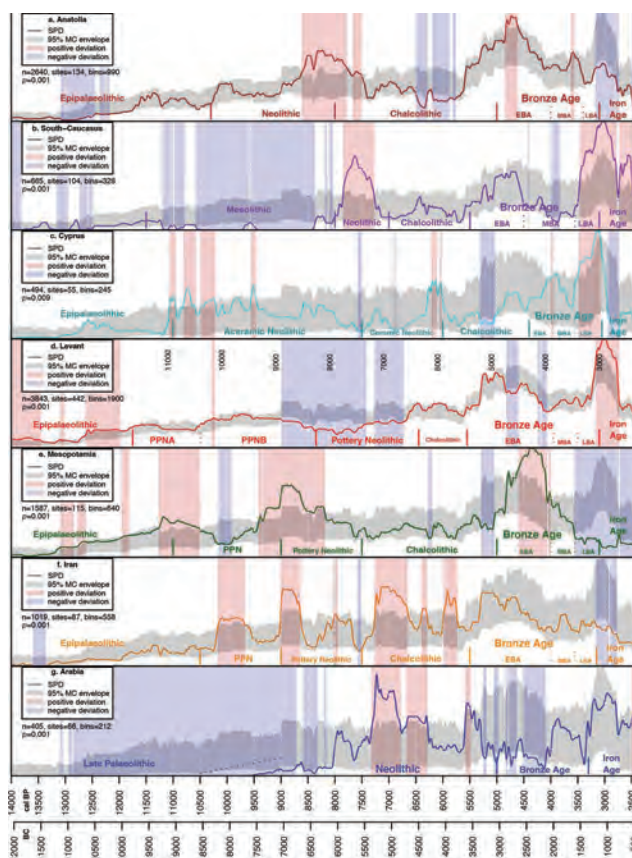 a. Anatolia
SPD
95% MC envelope
positive deviation
negative deviation
n=2640, sites=134, bins=990
p=0.001
Epipalaeolithic
Neolithic
Chalcolithic
Bronze Age
EBA
MBA
LBA
Iron
Age
b. South-Caucasus
SPD
95% MC envelope
positive deviation
negative deviation
n=665, sites=104, bins=328
p=0.001
Mesolithic
Neolithic
Chalcolithic
Bronze Age
EBA
MBA
LBA
Iron
Age
c. Cyprus
SPD
95% MC envelope
positive deviation
negative deviation
n=494, sites=55, bins=245
p=0.009
Epipalaeolithic
Aceramic Neolithic
Ceramic Neolithic
Chalcolithic
Bronze Age
EBA
MBA
LBA
Iron
Age
d. Levant
SPD
95% MC envelope
positive deviation
negative deviation
n=3843, sites=442, bins=1900
p=0.001
11000
10000
9000
8000
7000
6000
5000
4000
3000
Epipalaeolithic
PPNA
PPNB
Pottery Neolithic
Chalcolithic
Bronze Age
EBA
MBA
LBA
Iron
Age
e. Mesopotamia
SPD
95% MC envelope
positive deviation
negative deviation
n=1587, sites=115, bins=640
p=0.001
Epipalaeolithic
PPN
Pottery Neolithic
Chalcolithic
Bronze Age
EBA
MBA
LBA
Iron
Age
f. Iran
SPD
95% MC envelope
positive deviation
negative deviation
n=1019, sites=87, bins=558
p=0.001
Epipalaeolithic
PPN
Pottery Neolithic
Chalcolithic
Bronze Age
EBA
MBA
LBA
Iron
Age
g. Arabia
SPD
95% MC envelope
positive deviation
negative deviation
n=405, sites=66, bins=212
p=0.001
Late Palaeolithic
Neolithic
Bronze Age
Iron
Age
14000 13500 13000 12500 12000 11500 11000 10500 10000 9500 9000 8500 8000 7500 7000 6500 6000 5500 5000 4500 4000 3500 3000 2500
cal BP
BC
11500 11000 10500 10000 9500 9000 8500 8000 7500 7000 6500 6000 5500 5000 4500 4000 3500 3000 2500 2000 1500 1000